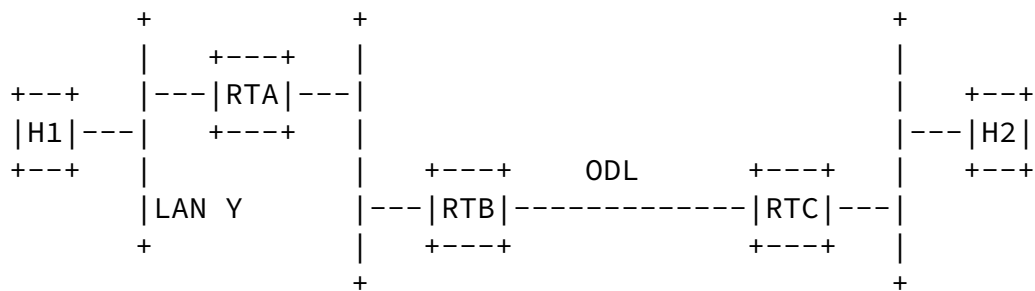 RTA
H1
H2
ODL
LAN Y
RTB
RTC